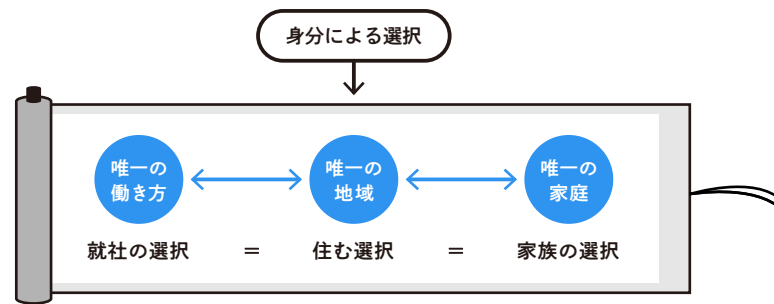 身分による選択
唯一の
働き方
唯一の
地域
唯一の
家庭
就社の選択 = 住む選択 = 家族の選択